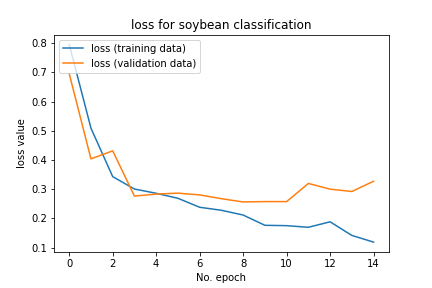 loss for soybean classification
loss (training data)
loss (validation data)
loss value
0.8
0.7
0.6
0.5
0.4
0.3
0.2
0.1
0 2 4 6 8 10 12 14
No. epoch